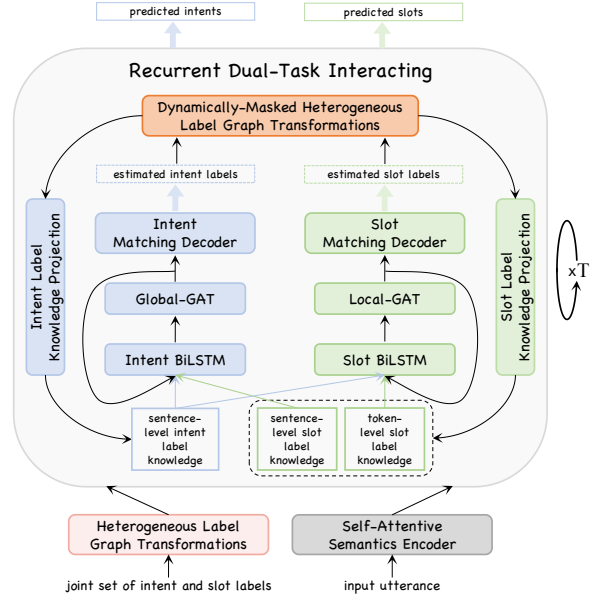 predicted intents
predicted slots
Recurrent Dual-Task Interacting
Dynamically-Masked Heterogeneous
Label Graph Transformations
estimated intent labels
estimated slot labels
Intent Label
Knowledge Projection
Intent
Matching Decoder
Slot
Matching Decoder
Slot Label
Knowledge Projection
xT
Global-GAT
Local-GAT
Intent BiLSTM
Slot BiLSTM
sentence-
level intent
label
knowledge
sentence-
level slot
label
knowledge
token-
level slot
label
knowledge
Heterogeneous Label
Graph Transformations
Self-Attentive
Semantics Encoder
joint set of intent and slot labels
input utterance